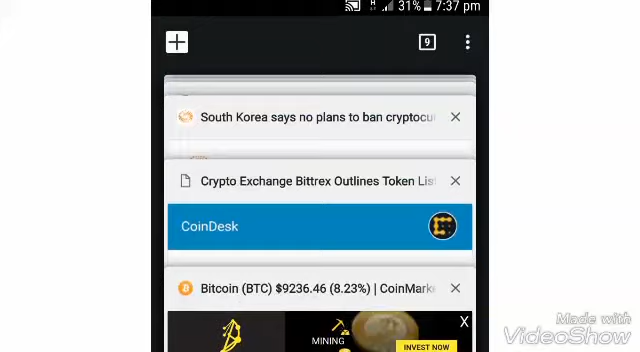 H 31% 7:37 pm
9
South Korea says no plans to ban cryptocu
X
Crypto Exchange Bittrex Outlines Token List
CoinDesk
Bitcoin (BTC) $9236.46 (8.23%) | CoinMarke
X
MINING
INVEST NOW
Made with
VideoShow